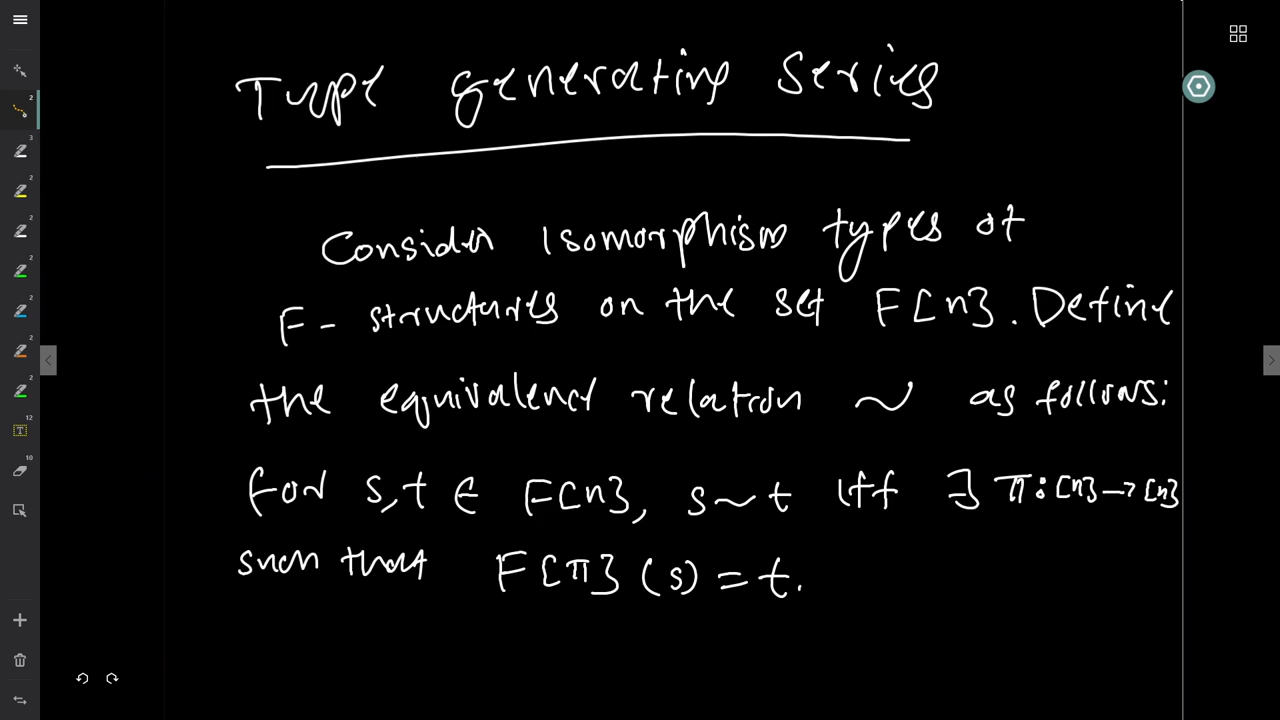 Type generating series
Consider isomorphism types of
F-structures on the set F[n]. Define
the equivalent relation ~ as follows:
for s,t ∈ F[n], s~t iff ∃ π:[n]→[n]
such that F[π](s)=t.